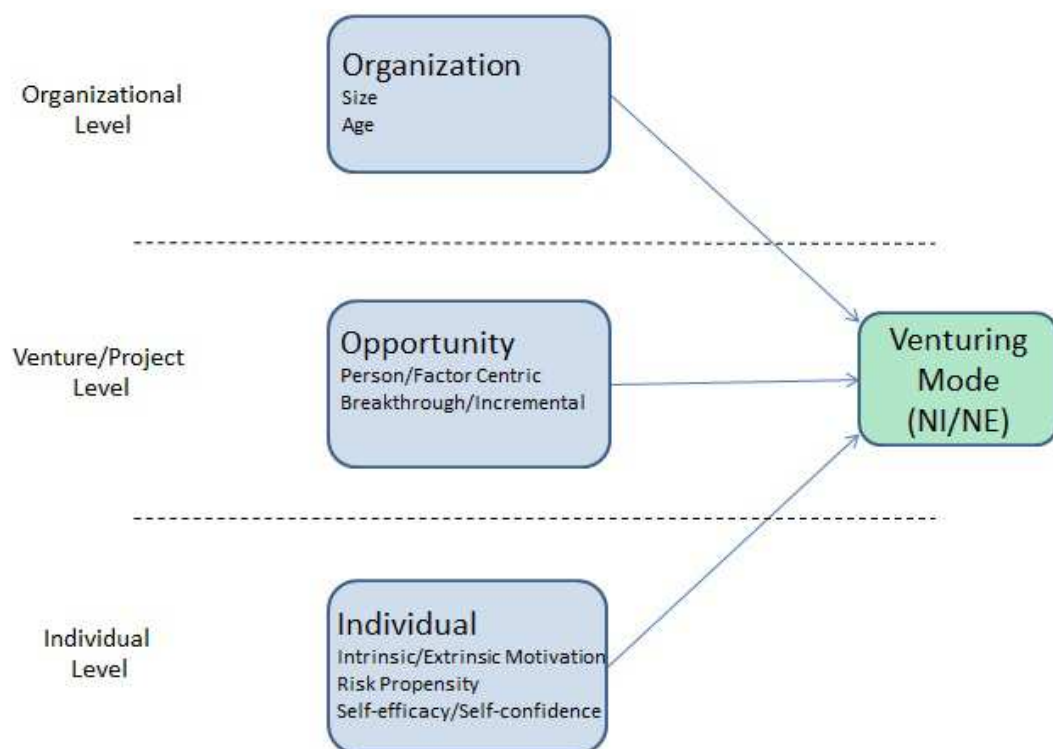 Organizational
Level
Organization
Size
Age
Venture/Project
Level
Opportunity
Person/Factor Centric
Breakthrough/Incremental
Venturing
Mode
(NI/NE)
Individual
Level
Individual
Intrinsic/Extrinsic Motivation
Risk Propensity
Self-efficacy/Self-confidence